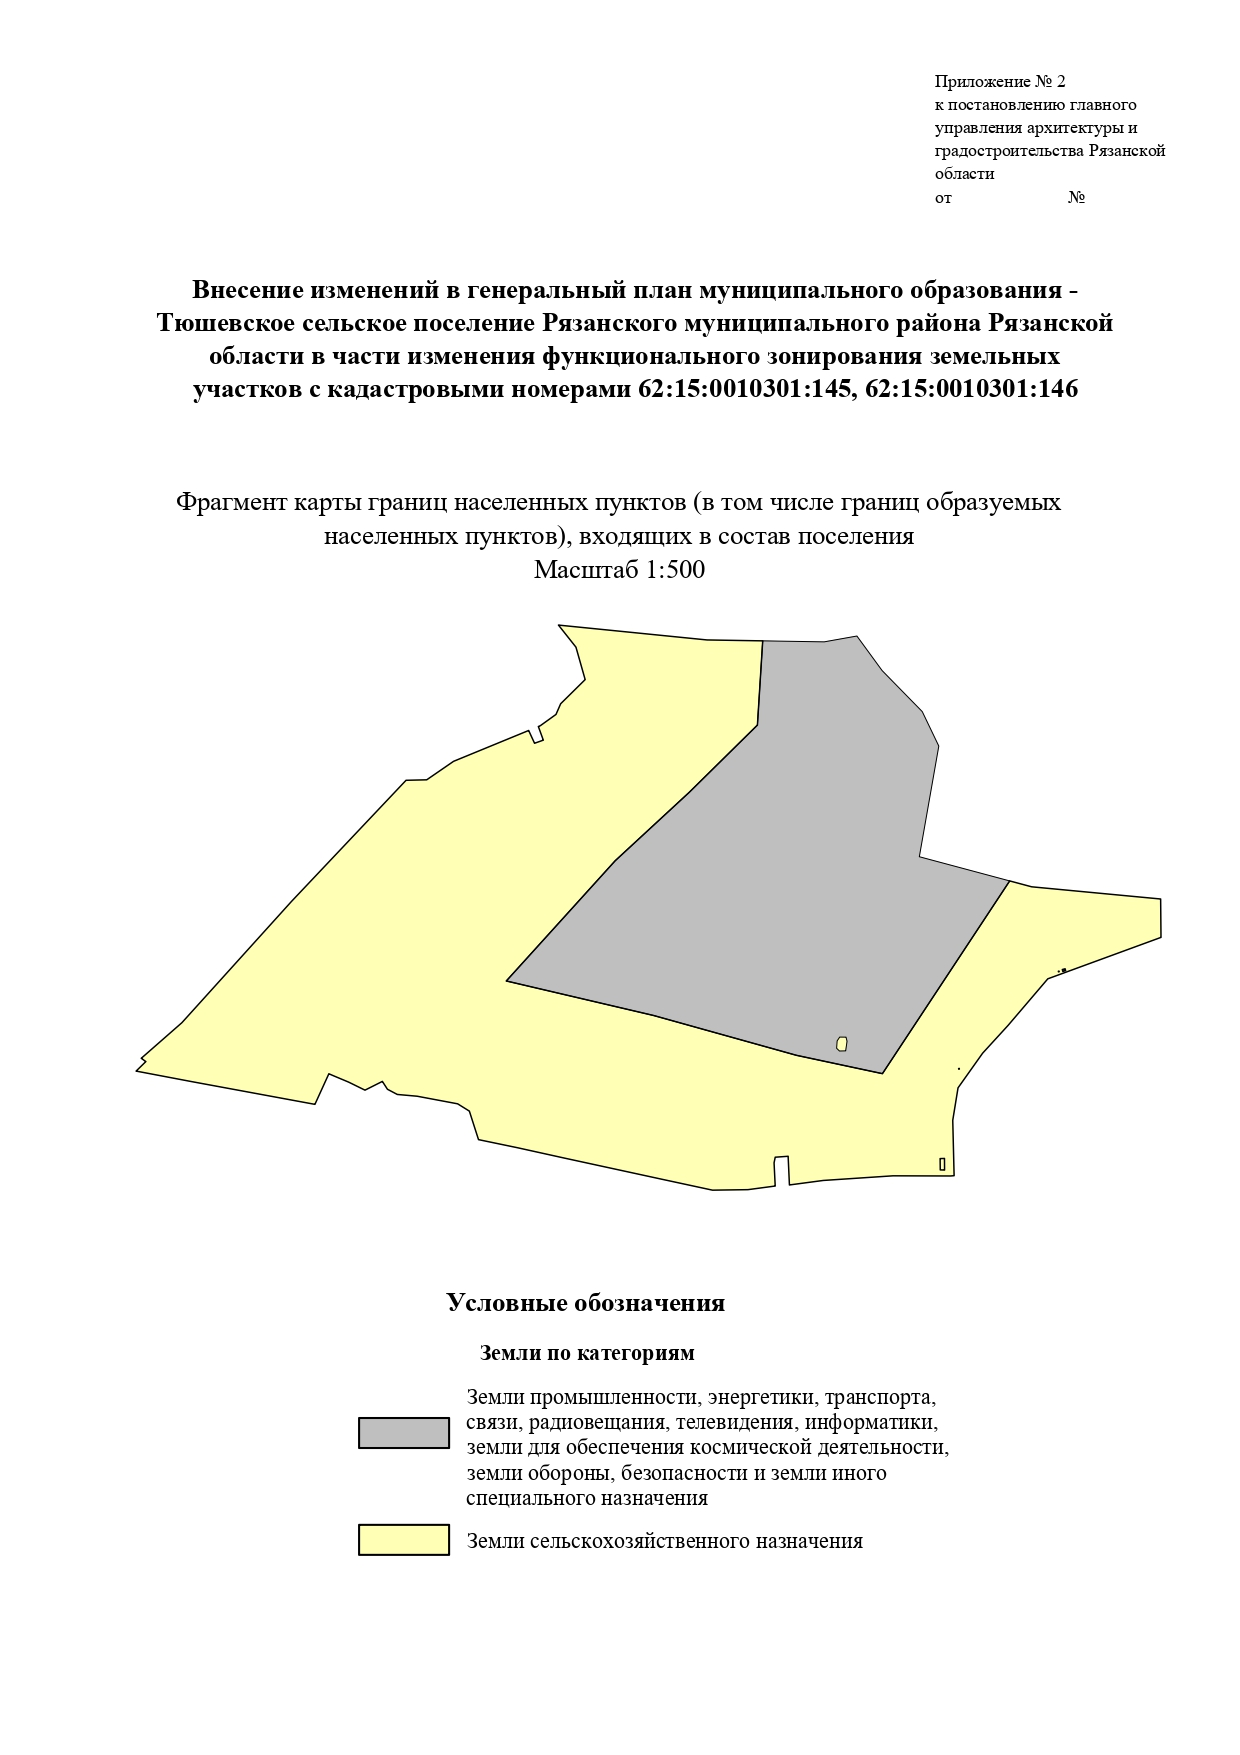 Приложение № 2
к постановлению главного
управления архитектуры и
градостроительства Рязанской
области
от №
Внесение изменений в генеральный план муниципального образования -
Тюшевское сельское поселение Рязанского муниципального района Рязанской
области в части изменения функционального зонирования земельных
участков с кадастровыми номерами 62:15:0010301:145, 62:15:0010301:146
Фрагмент карты границ населенных пунктов (в том числе границ образуемых
населенных пунктов), входящих в состав поселения
Масштаб 1:500
Условные обозначения
Земли по категориям
Земли промышленности, энергетики, транспорта,
связи, радиовещания, телевидения, информатики,
земли для обеспечения космической деятельности,
земли обороны, безопасности и земли иного
специального назначения
Земли сельскохозяйственного назначения